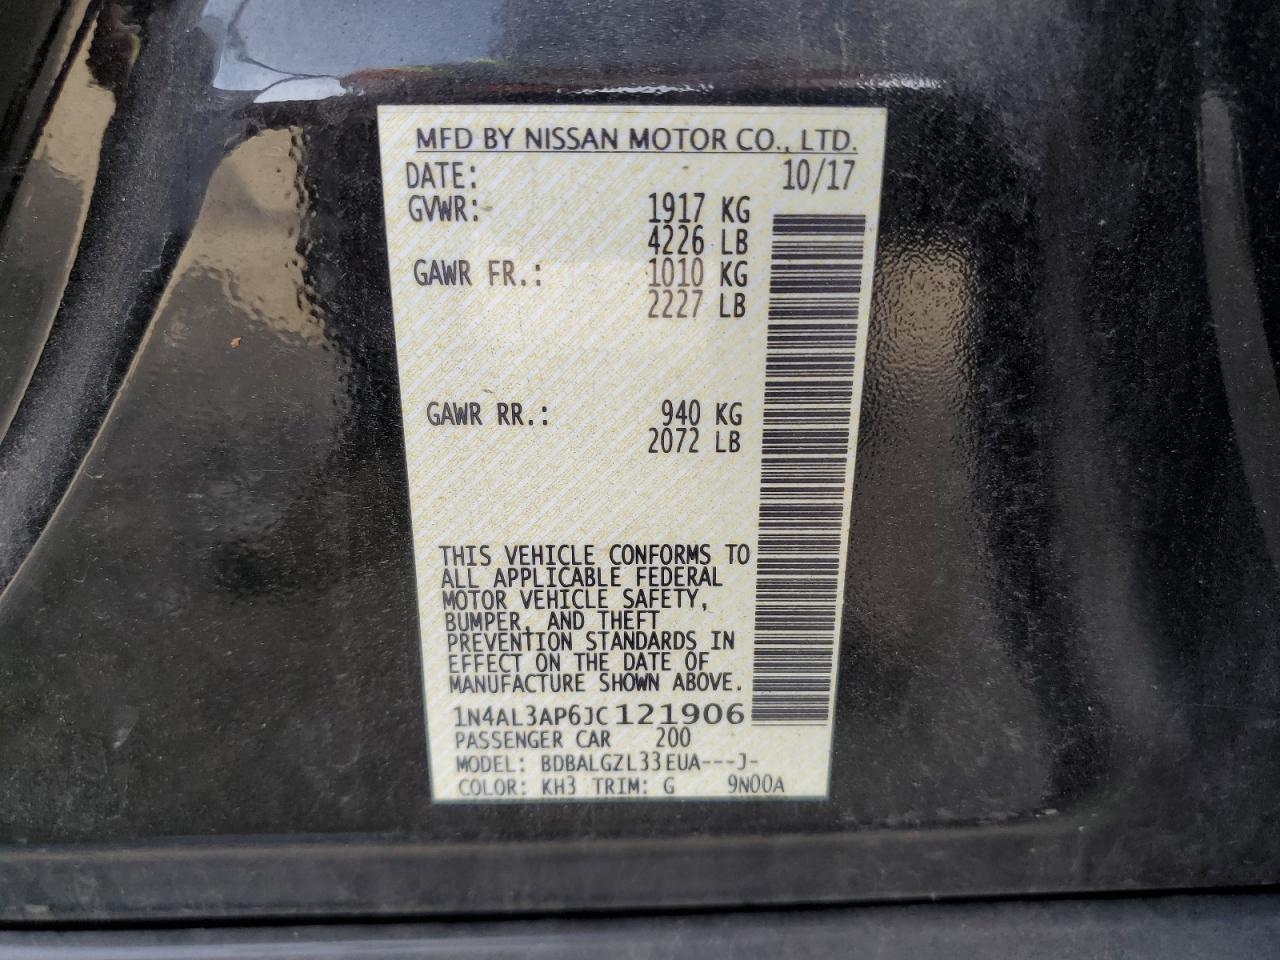 MFD BY NISSAN MOTOR CO., LTD.
DATE: 10/17
GVWR: 1917 KG
4226 LB
GAWR FR.: 1010 KG
2227 LB
GAWR RR.: 940 KG
2072 LB
THIS VEHICLE CONFORMS TO
ALL APPLICABLE FEDERAL
MOTOR VEHICLE SAFETY,
BUMPER, AND THEFT
PREVENTION STANDARDS IN
EFFECT ON THE DATE OF
MANUFACTURE SHOWN ABOVE.
1N4AL3AP6JC121906
PASSENGER CAR 200
MODEL: BDBALGZL33EUA---J-
COLOR: KH3 TRIM: G 9N00A